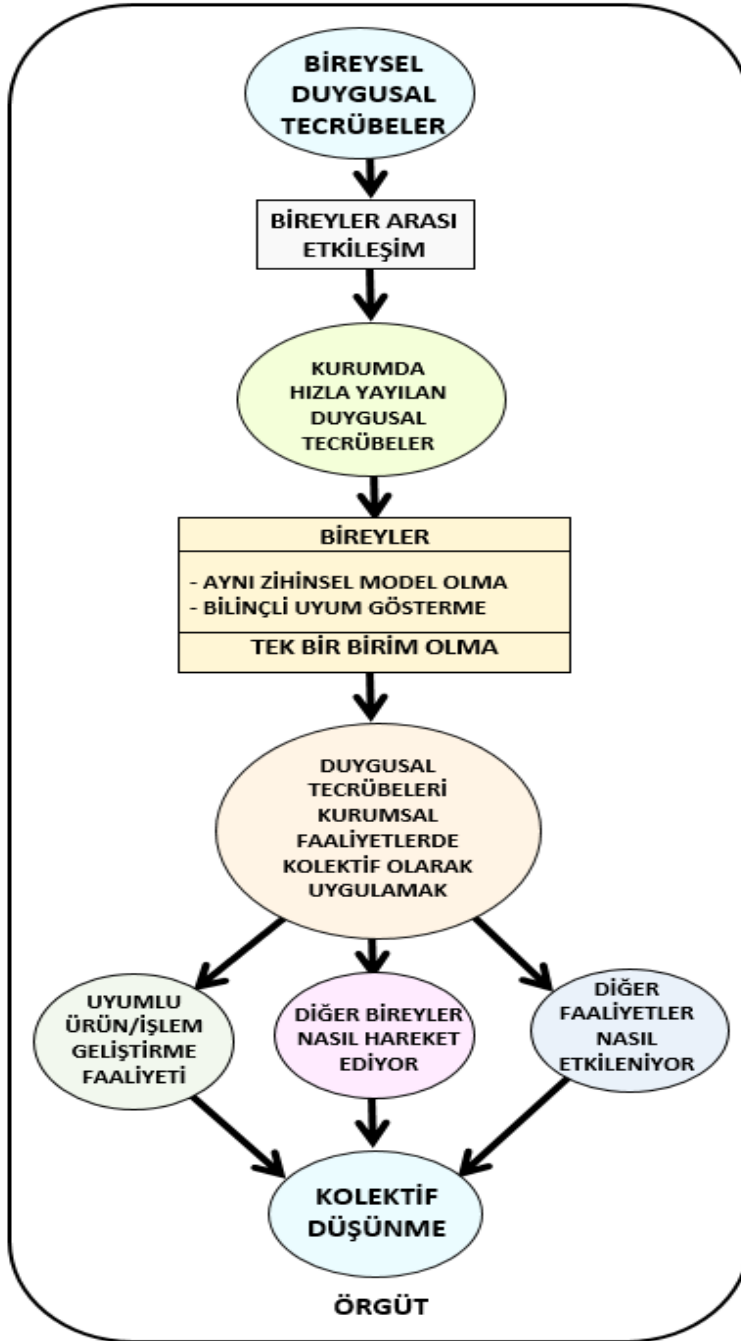 BİREYSEL
DUYGUSAL
TECRÜBELER
BİREYLER ARASI
ETKİLEŞİM
KURUMDA
HIZLA YAYILAN
DUYGUSAL
TECRÜBELER
BİREYLER
- AYNI ZİHİNSEL MODEL OLMA
- BİLİNÇLİ UYUM GÖSTERME
TEK BİR BİRİM OLMA
DUYGUSAL
TECRÜBELERİ
KURUMSAL
FAALİYETLERDE
KOLEKTİF OLARAK
UYGULAMAK
UYUMLU
ÜRÜN/İŞLEM
GELİŞTİRME
FAALİYETİ
DİĞER BİREYLER
NASIL HAREKET
EDİYOR
DİĞER
FAALİYETLER
NASIL
ETKİLENİYOR
KOLEKTİF
DÜŞÜNME
ÖRGÜT